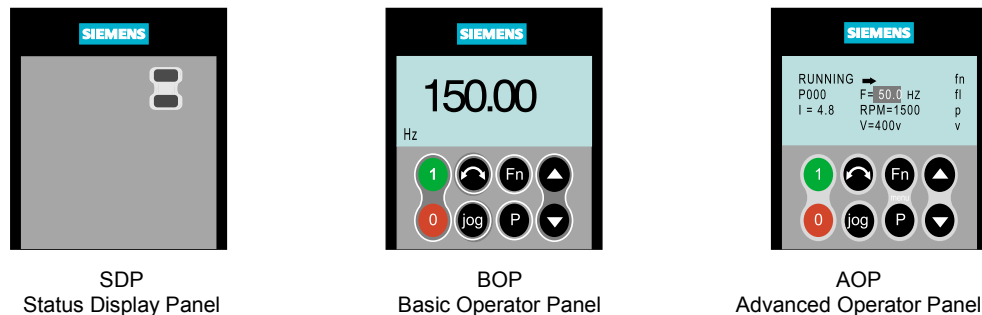 SIEMENS
SDP
Status Display Panel
SIEMENS
150.00
Hz
1 Fn
0 jog P
BOP
Basic Operator Panel
SIEMENS
RUNNING fn
P000 F= 50.0 HZ fl
I = 4.8 RPM=1500 p
V=400v v
1 Fn
menu
0 jog P
AOP
Advanced Operator Panel